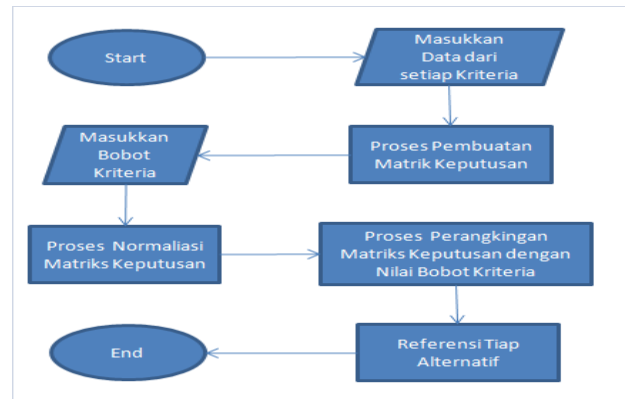 Start
Masukkan
Data dari
setiap Kriteria
Proses Pembuatan
Matrik Keputusan
Masukkan
Bobot
Kriteria
Proses Normaliasi
Matriks Keputusan
Proses Perangkingan
Matriks Keputusan dengan
Nilai Bobot Kriteria
Referensi Tiap
Alternatif
End